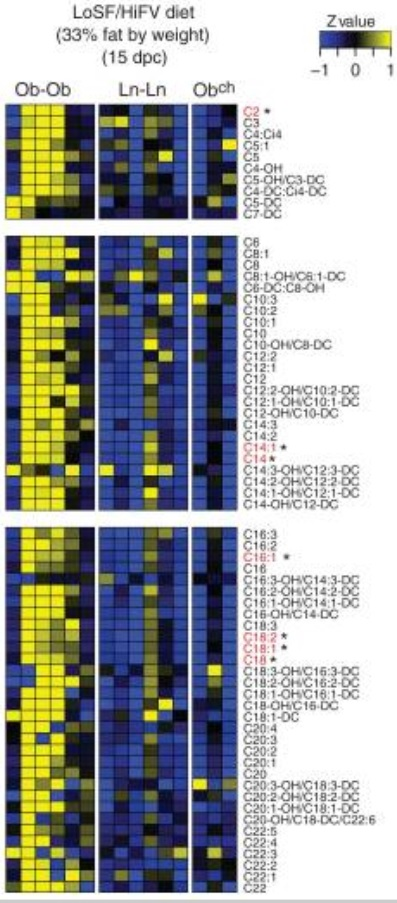 LoSF/HiFV diet
(33% fat by weight)
(15 dpc)
Z value
−1 0 1
Ob-Ob Ln-Ln Obch
C2 *
C3
C4:Ci4
C5:1
C5
C4-OH
C5-OH/C3-DC
C4-DC:Ci4-DC
C5-DC
C7-DC
C6
C8:1
C8
C8:1-OH/C6:1-DC
C6-DC:C8-OH
C10:3
C10:2
C10:1
C10
C10-OH/C8-DC
C12:2
C12:1
C12
C12:2-OH/C10:2-DC
C12:1-OH/C10:1-DC
C12-OH/C10-DC
C14:3
C14:2
C14:1 *
C14 *
C14:3-OH/C12:3-DC
C14:2-OH/C12:2-DC
C14:1-OH/C12:1-DC
C14-OH/C12-DC
C16:3
C16:2
C16:1 *
C16
C16:3-OH/C14:3-DC
C16:2-OH/C14:2-DC
C16:1-OH/C14:1-DC
C16-OH/C14-DC
C18:3
C18:2 *
C18:1 *
C18 *
C18:3-OH/C16:3-DC
C18:2-OH/C16:2-DC
C18:1-OH/C16:1-DC
C18-OH/C16-DC
C18:1-DC
C20:4
C20:3
C20:2
C20:1
C20
C20:3-OH/C18:3-DC
C20:2-OH/C18:2-DC
C20:1-OH/C18:1-DC
C20-OH/C18-DC/C22:6
C22:5
C22:4
C22:3
C22:2
C22:1
C22